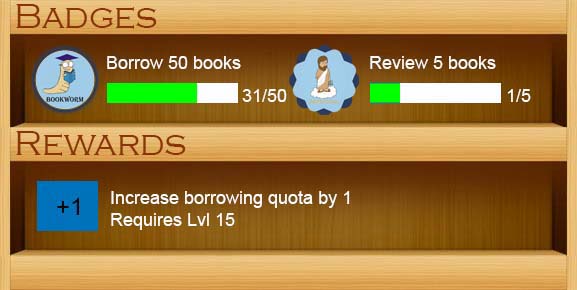 BADGES
Borrow 50 books
31/50
BOOKWORM
Review 5 books
1/5
REWARDS
+1
Increase borrowing quota by 1
Requires Lvl 15